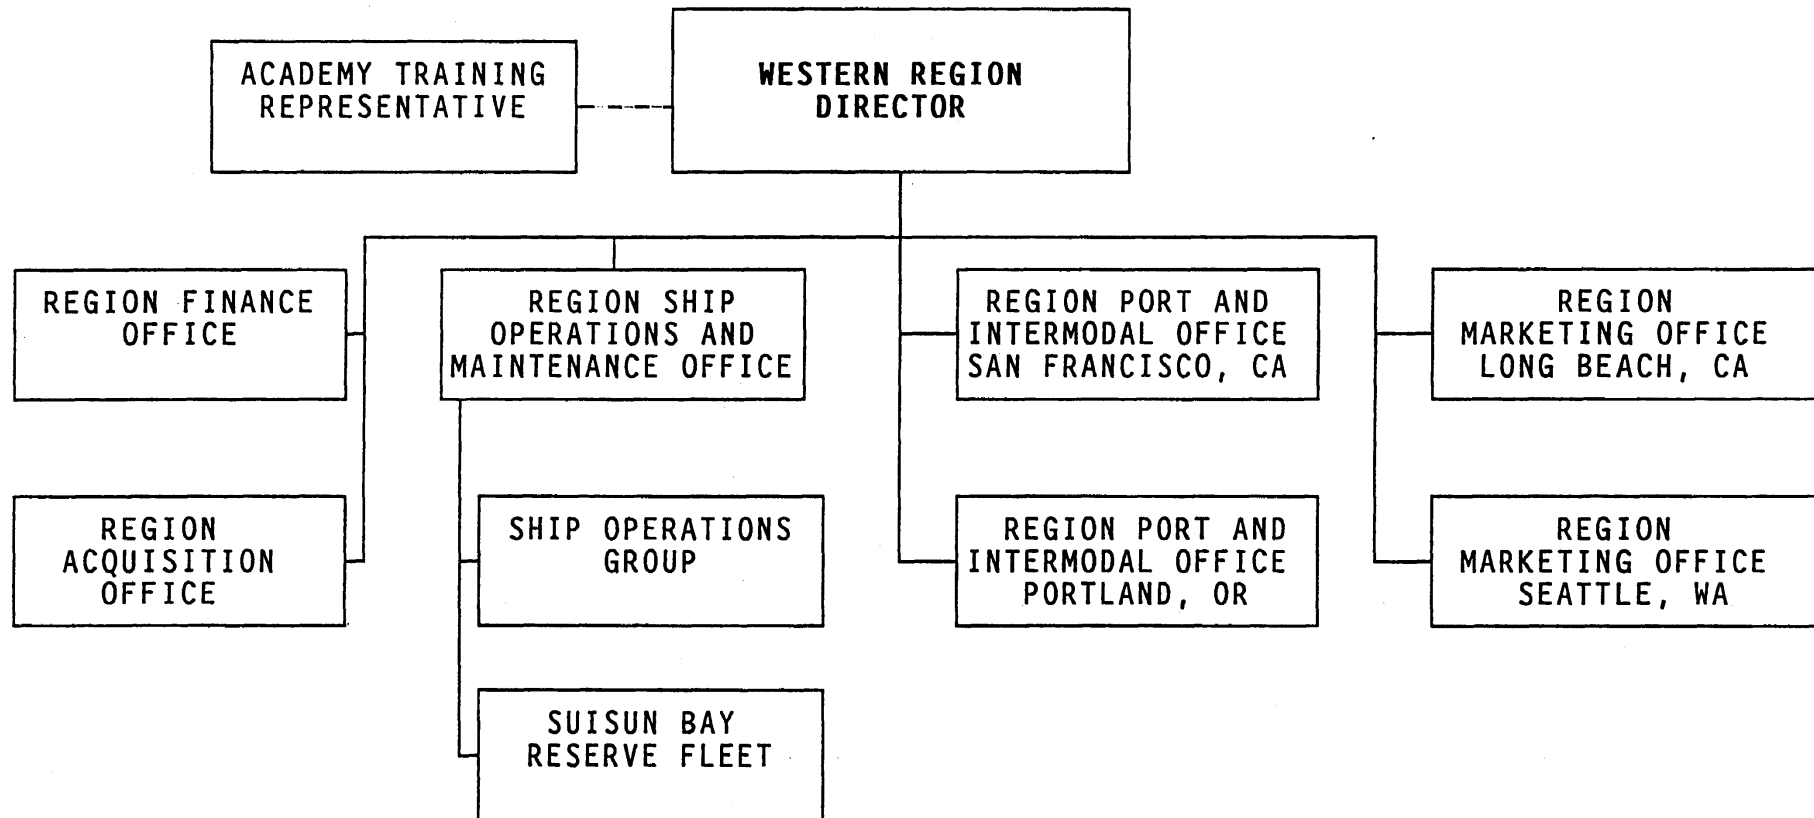 ACADEMY TRAINING
REPRESENTATIVE
WESTERN REGION
DIRECTOR
REGION FINANCE
OFFICE
REGION SHIP
OPERATIONS AND
MAINTENANCE OFFICE
REGION PORT AND
INTERMODAL OFFICE
SAN FRANCISCO, CA
REGION
MARKETING OFFICE
LONG BEACH, CA
REGION
ACQUISITION
OFFICE
SHIP OPERATIONS
GROUP
REGION PORT AND
INTERMODAL OFFICE
PORTLAND, OR
REGION
MARKETING OFFICE
SEATTLE, WA
SUISUN BAY
RESERVE FLEET